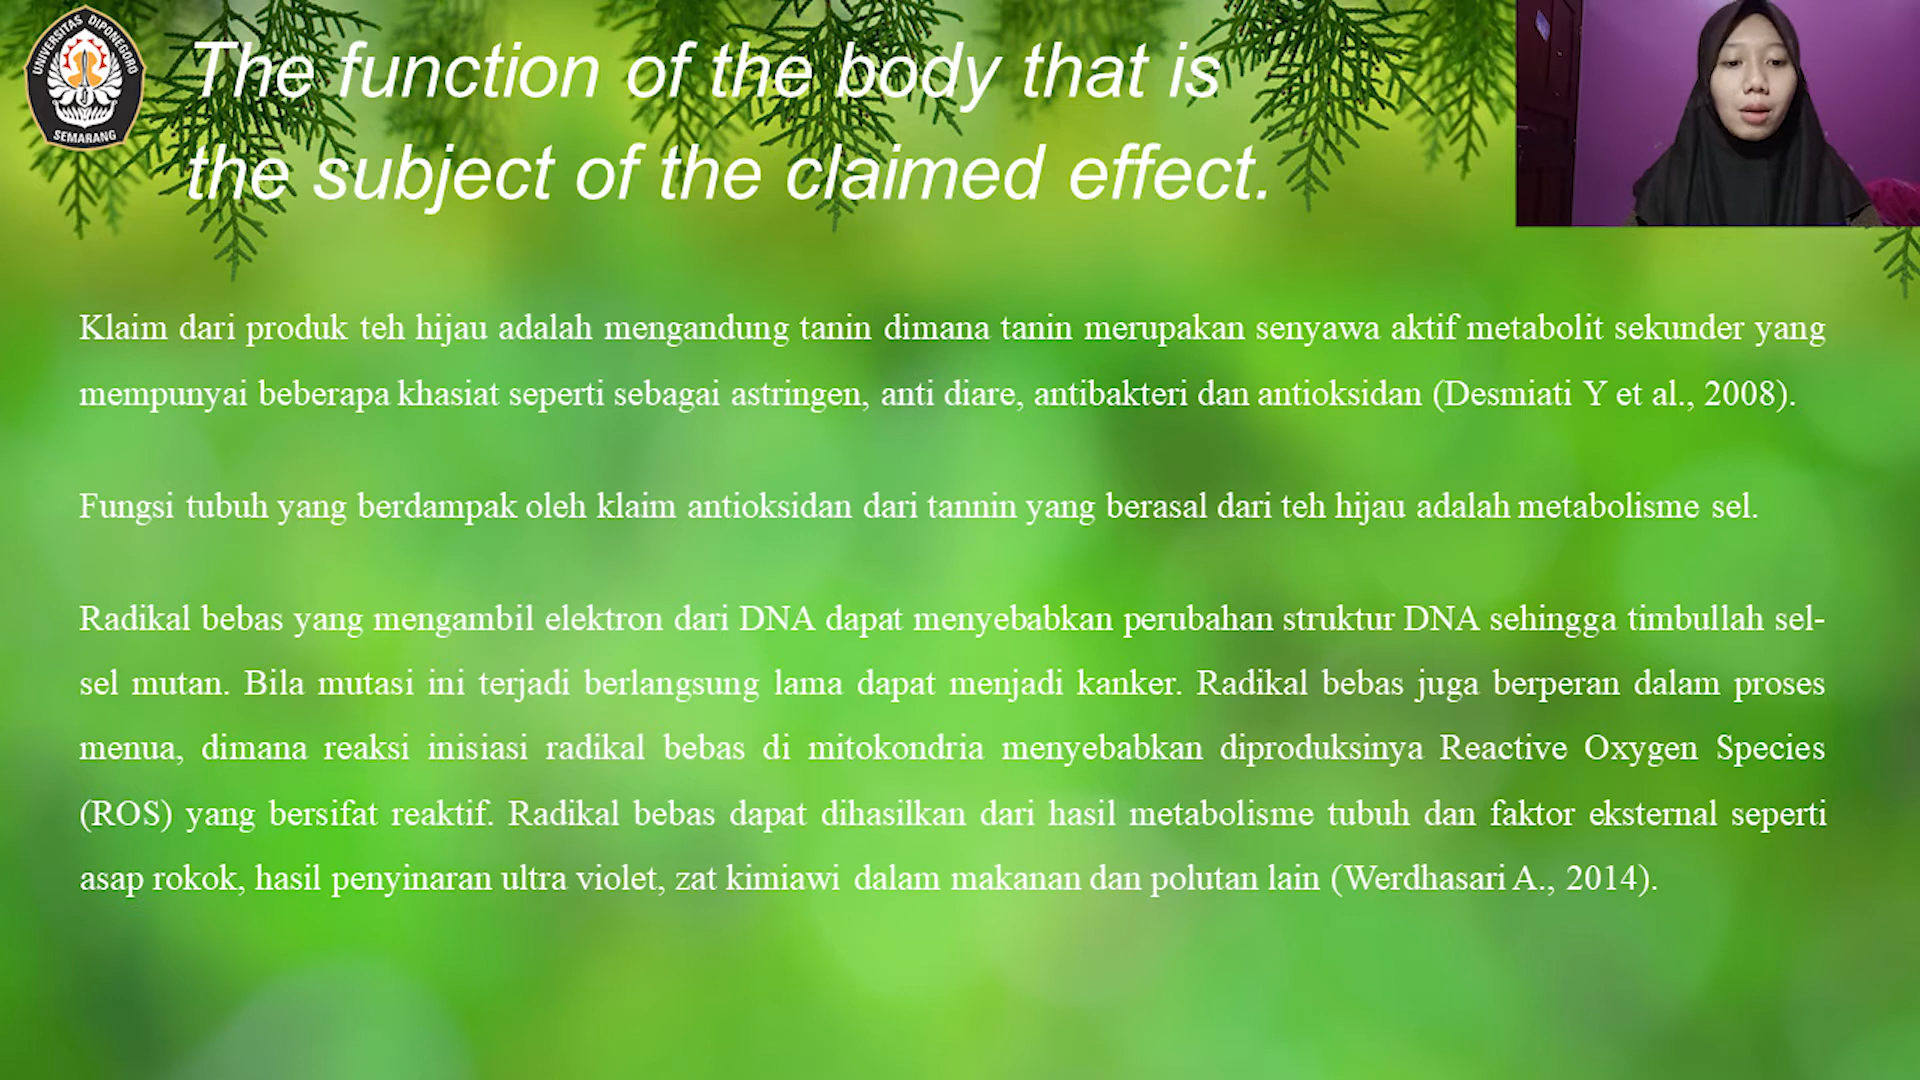 UNIVERSITAS DIPONEGORO
SEMARANG
The function of the body that is
the subject of the claimed effect.
Klaim dari produk teh hijau adalah mengandung tanin dimana tanin merupakan senyawa aktif metabolit sekunder yang
mempunyai beberapa khasiat seperti sebagai astringen, anti diare, antibakteri dan antioksidan (Desmiati Y et al., 2008).
Fungsi tubuh yang berdampak oleh klaim antioksidan dari tannin yang berasal dari teh hijau adalah metabolisme sel.
Radikal bebas yang mengambil elektron dari DNA dapat menyebabkan perubahan struktur DNA sehingga timbullah sel-
sel mutan. Bila mutasi ini terjadi berlangsung lama dapat menjadi kanker. Radikal bebas juga berperan dalam proses
menua, dimana reaksi inisiasi radikal bebas di mitokondria menyebabkan diproduksinya Reactive Oxygen Species
(ROS) yang bersifat reaktif. Radikal bebas dapat dihasilkan dari hasil metabolisme tubuh dan faktor eksternal seperti
asap rokok, hasil penyinaran ultra violet, zat kimiawi dalam makanan dan polutan lain (Werdhasari A., 2014).